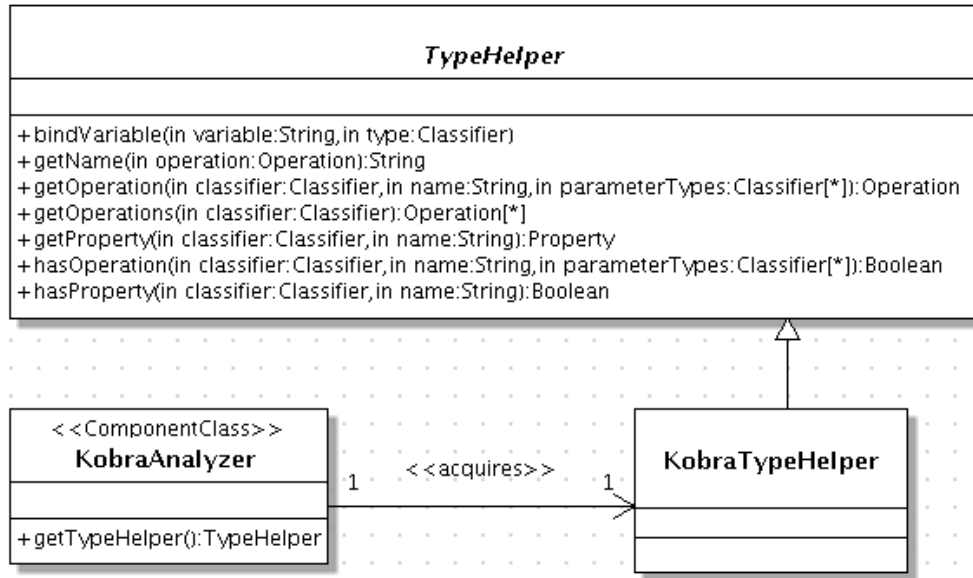 TypeHelper
+bindVariable(in variable:String,in type:Classifier)
+getName(in operation:Operation):String
+getOperation(in classifier:Classifier,in name:String,in parameterTypes:Classifier[*]):Operation
+getOperations(in classifier:Classifier):Operation[*]
+getProperty(in classifier:Classifier,in name:String):Property
+hasOperation(in classifier:Classifier,in name:String,in parameterTypes:Classifier[*]):Boolean
+hasProperty(in classifier:Classifier,in name:String):Boolean
<<ComponentClass>>
KobraAnalyzer
+getTypeHelper():TypeHelper
1
<<acquires>>
1
KobraTypeHelper